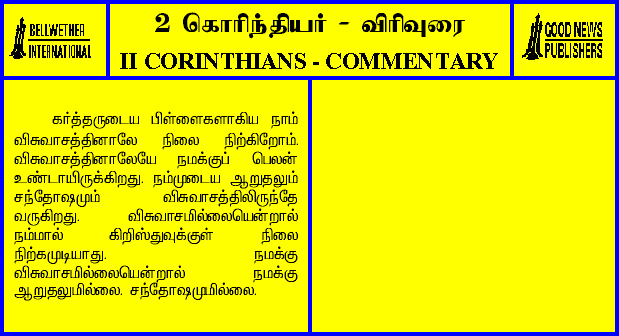 BELLWETHER
INTERNATIONAL
2 கொரிந்தியர் - விரிவுரை
II CORINTHIANS - COMMENTARY
GOOD NEWS
PUBLISHERS
கர்த்தருடைய பிள்ளைகளாகிய நாம்
விசுவாசத்தினாலே நிலை நிற்கிறோம்.
விசுவாசத்தினாலேயே நமக்குப் பெலன்
உண்டாயிருக்கிறது. நம்முடைய ஆறுதலும்
சந்தோஷமும் விசுவாசத்திலிருந்தே
வருகிறது. விசுவாசமில்லையென்றால்
நம்மால் கிறிஸ்துவுக்குள் நிலை
நிற்கமுடியாது. நமக்கு
விசுவாசமில்லையென்றால் நமக்கு
ஆறுதலுமில்லை. சந்தோஷமுமில்லை.